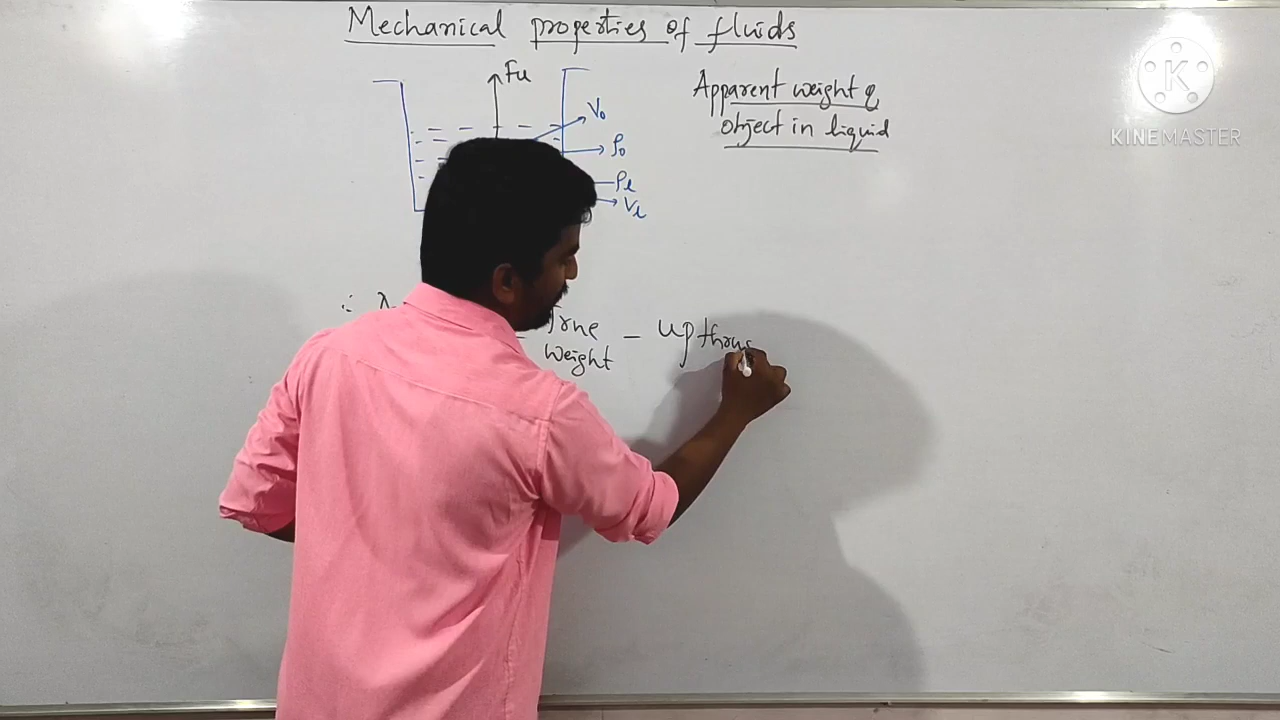 Mechanical properties of fluids
Fu
Apparent weight of
object in liquid
V₀
ρ₀
ρℓ
Vℓ
∴
True
weight
– Upthrus
K
KINEMASTER